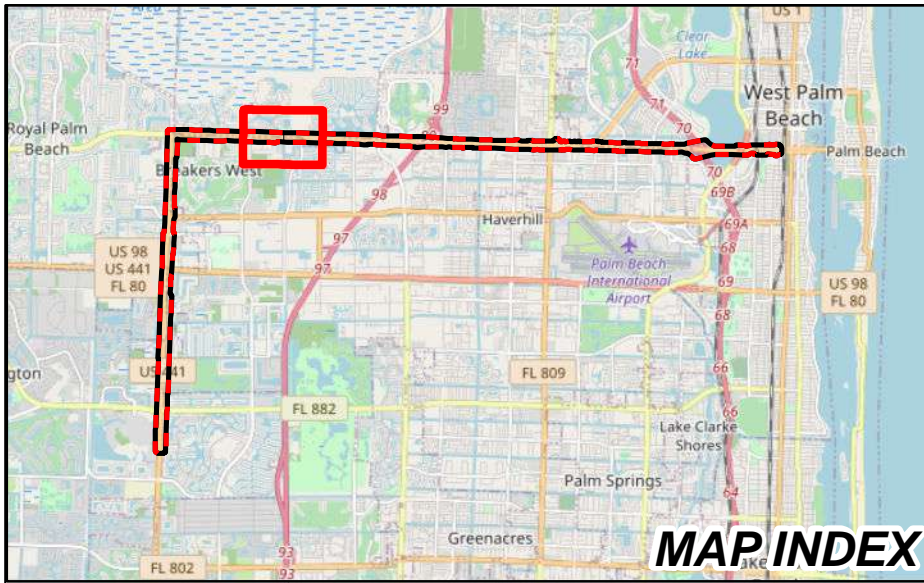 US 1
Clear
Lake
71
71
99
West Palm
Beach
Royal Palm
Beach
98
70
Palm Beach
Breakers West
70
98
69B
Haverhill
69A
97
68
US 98
US 441
FL 80
97
Palm Beach
International
Airport
69
US 98
FL 80
68
gton
US 441
FL 809
66
FL 882
66
Lake Clarke
Shores
Palm Springs
64
Greenacres
93
93
FL 802
Lake
MAP INDEX